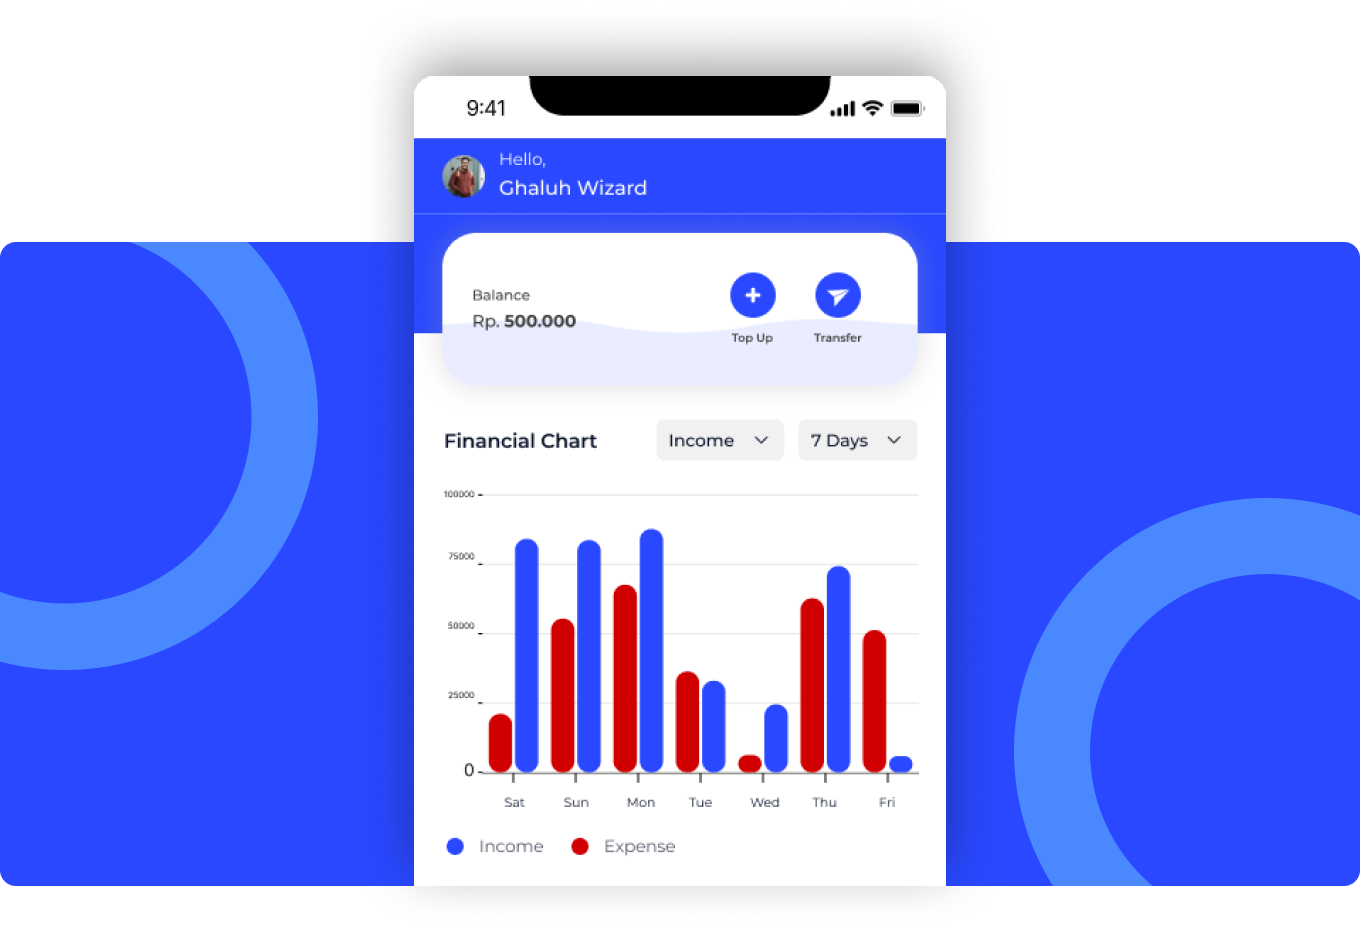 9:41
Hello,
Ghaluh Wizard
Balance
Rp. 500.000
Top Up
Transfer
Financial Chart
Income
7 Days
100000
75000
50000
25000
0
Sat Sun Mon Tue Wed Thu Fri
Income Expense